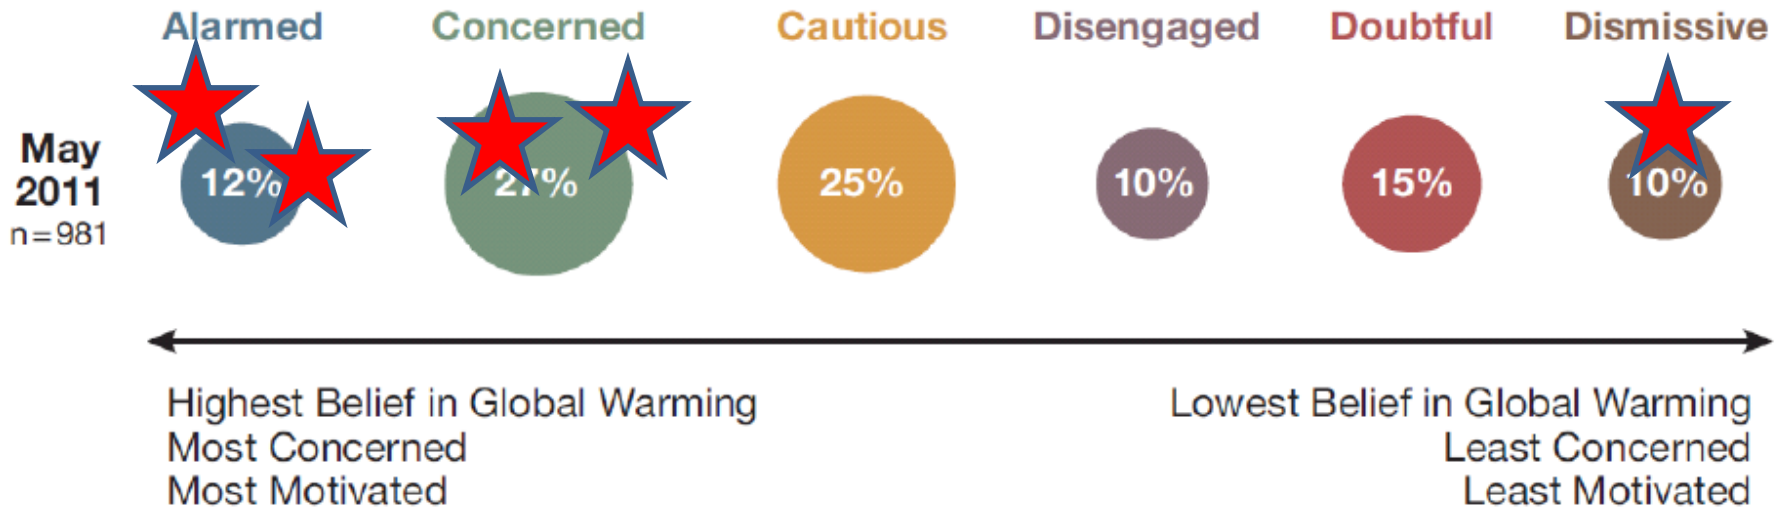 Alarmed Concerned Cautious Disengaged Doubtful Dismissive
May
2011
n=981
12% 27% 25% 10% 15% 10%
Highest Belief in Global Warming
Most Concerned
Most Motivated
Lowest Belief in Global Warming
Least Concerned
Least Motivated